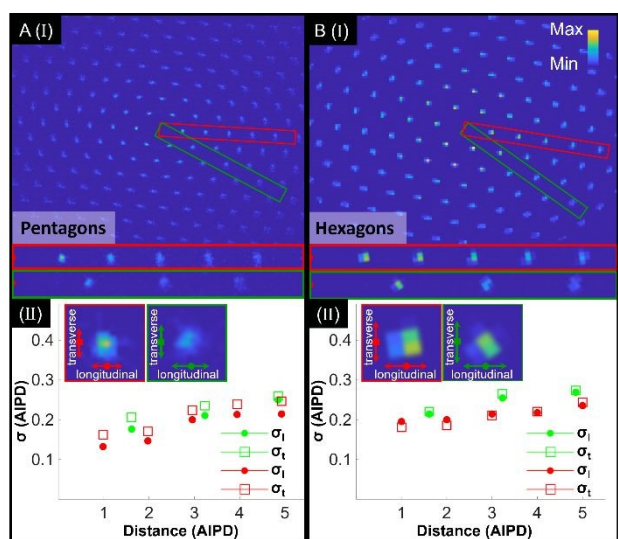 A (I)
B (I)
Max
Min
Pentagons
Hexagons
(II)
transverse
longitudinal
transverse
longitudinal
0.4
0.3
0.2
0.1
σ (AIPD)
σl
σt
σl
σt
1 2 3 4 5
Distance (AIPD)
(II)
transverse
longitudinal
transverse
longitudinal
0.4
0.3
0.2
0.1
σl
σt
σl
σt
1 2 3 4 5
Distance (AIPD)